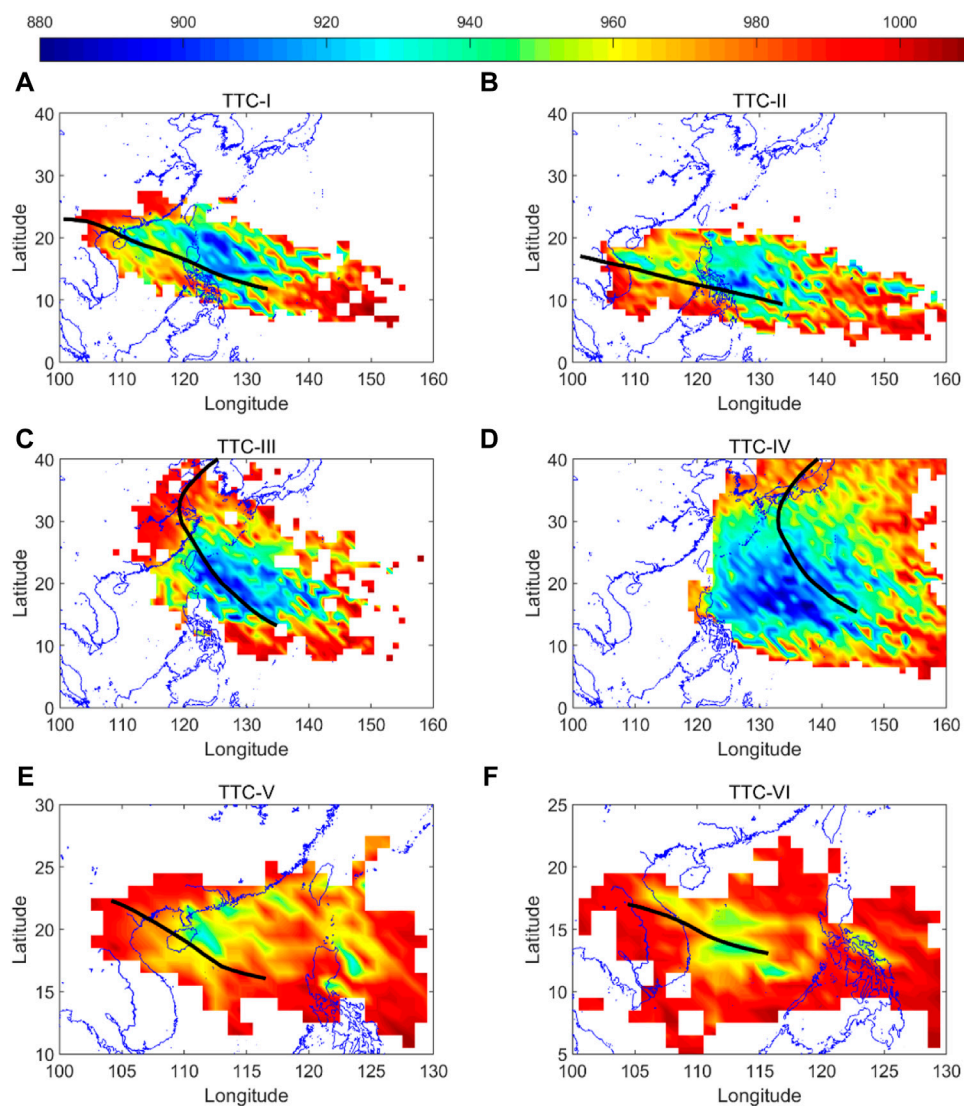 880 900 920 940 960 980 1000
A B
TTC-I TTC-II
40 40
30 30
20 20
10 10
0 0
Latitude Latitude
100 110 120 130 140 150 160 100 110 120 130 140 150 160
Longitude Longitude
C D
TTC-III TTC-IV
40 40
30 30
20 20
10 10
0 0
Latitude Latitude
100 110 120 130 140 150 160 100 110 120 130 140 150 160
Longitude Longitude
E F
TTC-V TTC-VI
30 25
25 20
20 15
15 10
10 5
Latitude Latitude
100 105 110 115 120 125 130 100 105 110 115 120 125 130
Longitude Longitude